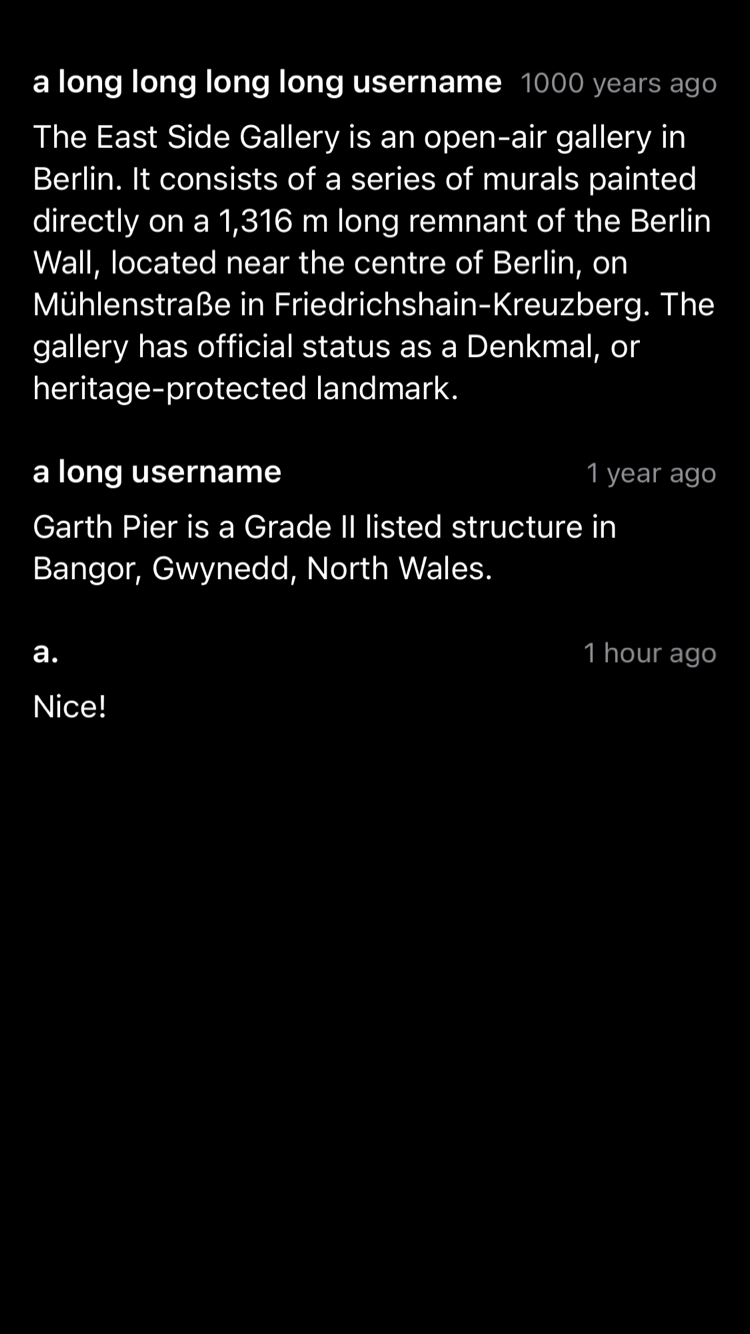 a long long long long username 1000 years ago
The East Side Gallery is an open-air gallery in
Berlin. It consists of a series of murals painted
directly on a 1,316 m long remnant of the Berlin
Wall, located near the centre of Berlin, on
Mühlenstraße in Friedrichshain-Kreuzberg. The
gallery has official status as a Denkmal, or
heritage-protected landmark.
a long username 1 year ago
Garth Pier is a Grade II listed structure in
Bangor, Gwynedd, North Wales.
a. 1 hour ago
Nice!